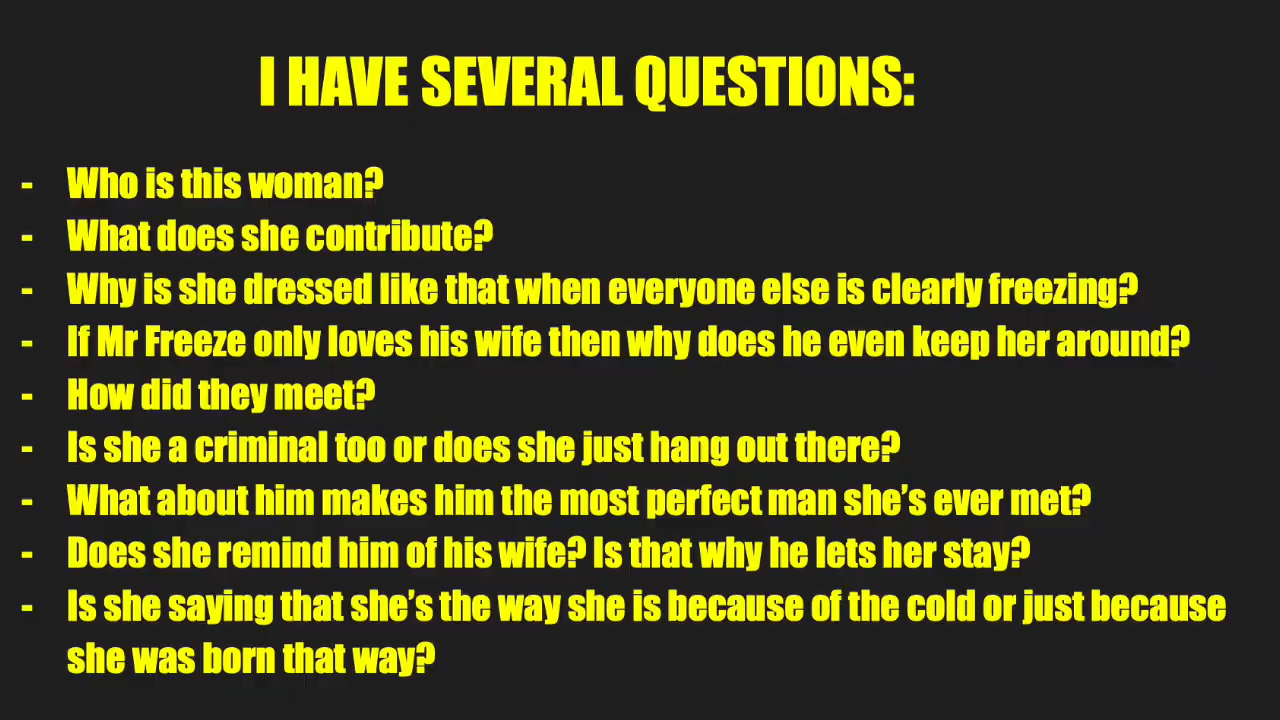 I HAVE SEVERAL QUESTIONS:
- Who is this woman?
- What does she contribute?
- Why is she dressed like that when everyone else is clearly freezing?
- If Mr Freeze only loves his wife then why does he even keep her around?
- How did they meet?
- Is she a criminal too or does she just hang out there?
- What about him makes him the most perfect man she’s ever met?
- Does she remind him of his wife? Is that why he lets her stay?
- Is she saying that she’s the way she is because of the cold or just because
she was born that way?